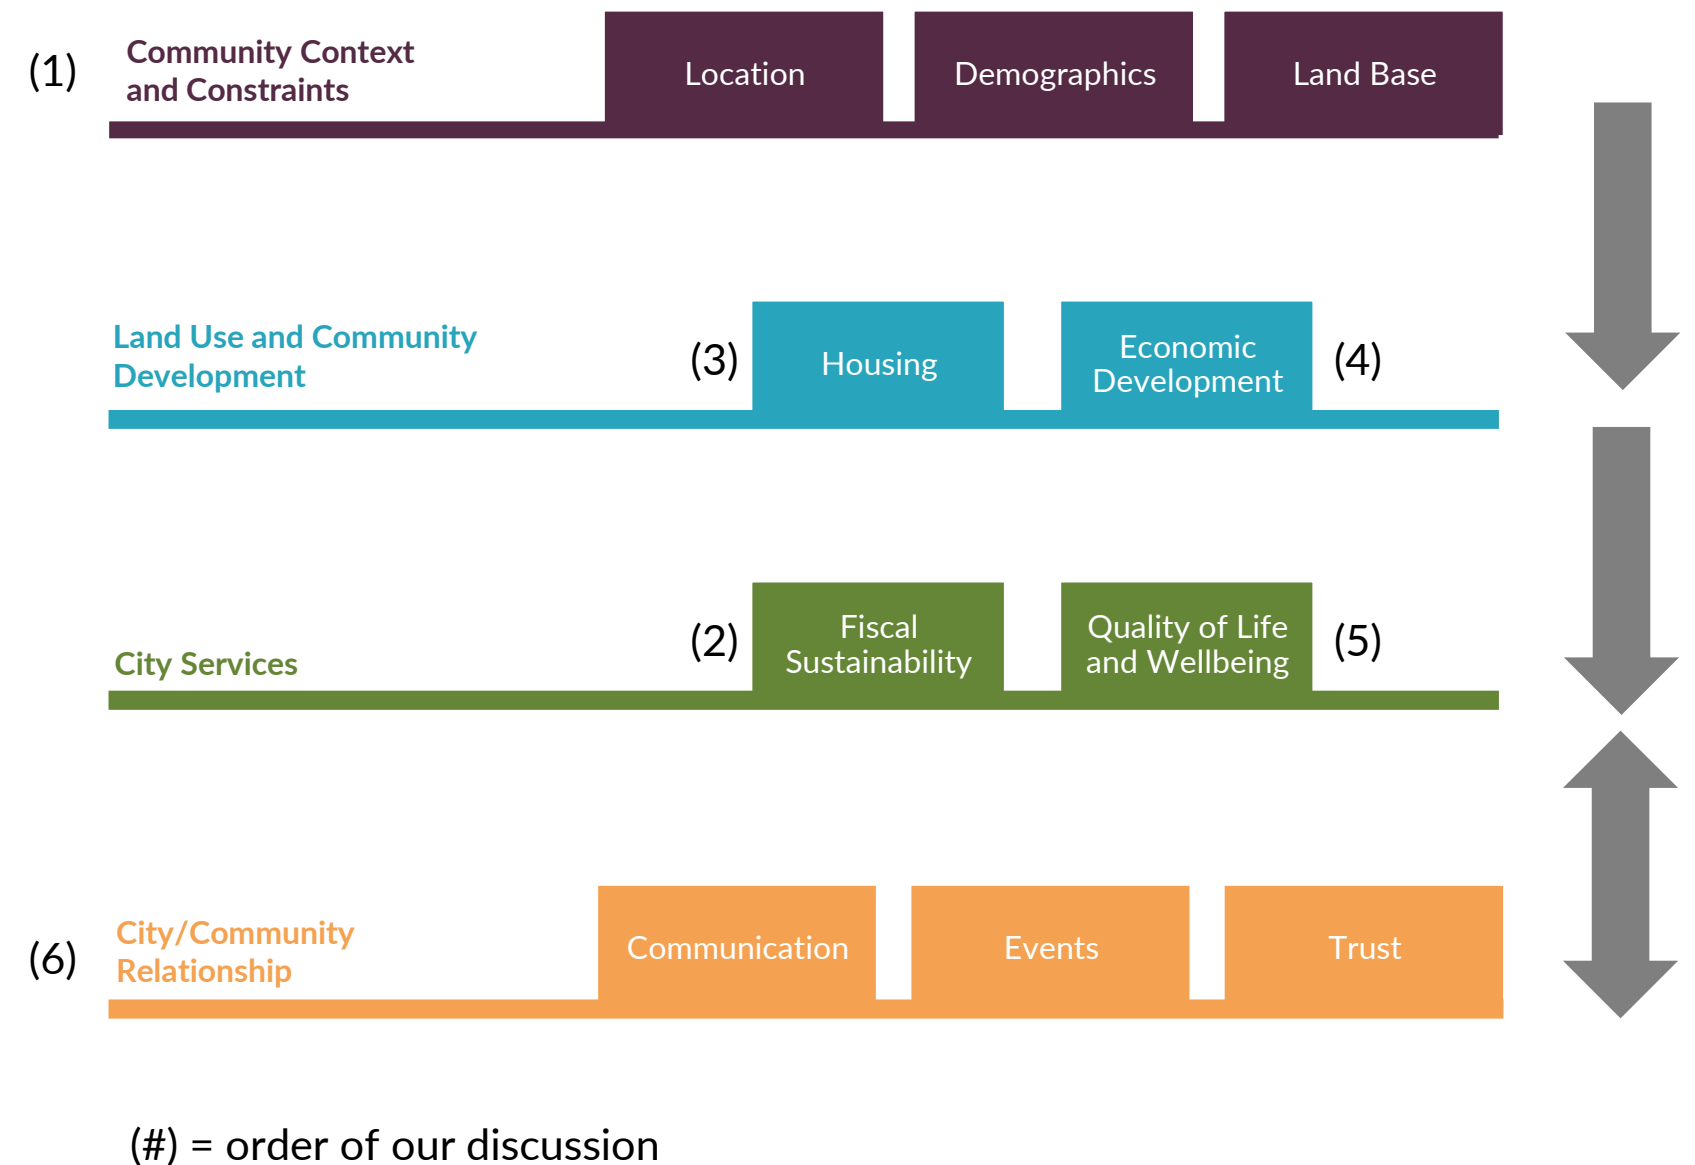 (1)
Community Context
and Constraints
Location
Demographics
Land Base
Land Use and Community
Development
(3)
Housing
Economic
Development
(4)
City Services
(2)
Fiscal
Sustainability
Quality of Life
and Wellbeing
(5)
(6)
City/Community
Relationship
Communication
Events
Trust
(#) = order of our discussion